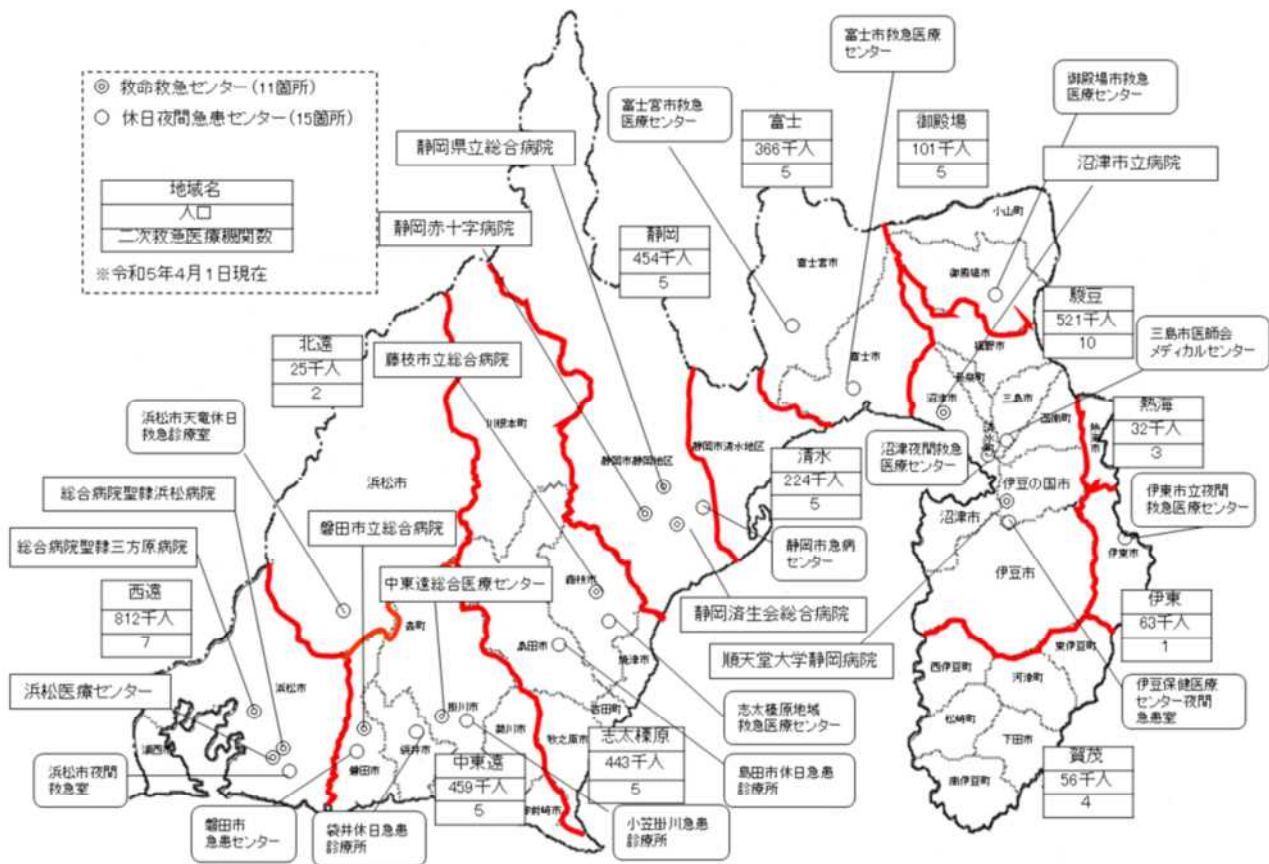 ◎ 救命救急センター(11箇所)
○ 休日夜間急患センター(15箇所)
地域名
人口
二次救急医療機関数
※令和5年4月1日現在
富士市救急医療
センター
富士宮市救急
医療センター
御殿場市救急
医療センター
静岡県立総合病院
富士
366千人
5
御殿場
101千人
5
沼津市立病院
静岡赤十字病院
静岡
454千人
5
小山町
富士宮市
御殿場市
駿豆
521千人
10
三島市医師会
メディカルセンター
北遠
25千人
2
藤枝市立総合病院
富士市
裾野市
長泉町
沼津市
三島市
函南町
清水町
熱海市
熱海
32千人
3
浜松市天竜休日
救急診療室
川根本町
静岡市静岡地区
静岡市清水地区
清水
224千人
5
沼津夜間救急
医療センター
伊豆の国市
伊東市立夜間
救急医療センター
浜松市
総合病院聖隷浜松病院
磐田市立総合病院
総合病院聖隷三方原病院
中東遠総合医療センター
静岡市急病
センター
沼津市
伊東市
伊豆市
西遠
812千人
7
藤枝市
静岡済生会総合病院
伊東
63千人
1
森町
島田市
焼津市
順天堂大学静岡病院
西伊豆町
東伊豆町
河津町
浜松医療センター
浜松市
掛川市
吉田町
志太榛原地域
救急医療センター
伊豆保健医療
センター夜間
急患室
松崎町
下田市
湖西市
袋井市
菊川市
牧之原市
志太榛原
443千人
5
浜松市夜間
救急室
磐田市
中東遠
459千人
5
島田市休日急患
診療所
賀茂
56千人
4
南伊豆町
御前崎市
磐田市
急患センター
袋井休日急患
診療所
小笠掛川急患
診療所